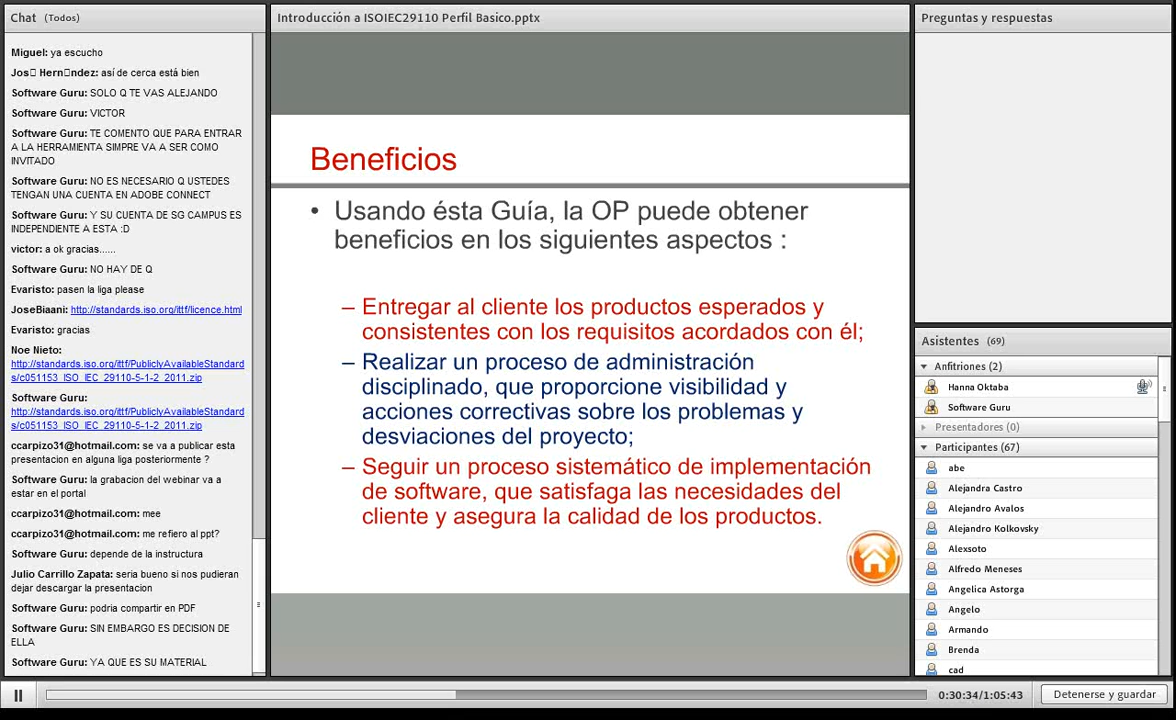 Chat (Todos)
Miguel: ya escucho
Jos□ Hern□ndez: así de cerca está bien
Software Guru: SOLO Q TE VAS ALEJANDO
Software Guru: VICTOR
Software Guru: TE COMENTO QUE PARA ENTRAR
A LA HERRAMIENTA SIMPRE VA A SER COMO
INVITADO
Software Guru: NO ES NECESARIO Q USTEDES
TENGAN UNA CUENTA EN ADOBE CONNECT
Software Guru: Y SU CUENTA DE SG CAMPUS ES
INDEPENDIENTE A ESTA :D
victor: a ok gracias......
Software Guru: NO HAY DE Q
Evaristo: pasen la liga please
JoseBiaani: http://standards.iso.org/ittf/licence.html
Evaristo: gracias
Noe Nieto:
http://standards.iso.org/ittf/PubliclyAvailableStandard
s/c051153_ISO_IEC_29110-5-1-2_2011.zip
Software Guru:
http://standards.iso.org/ittf/PubliclyAvailableStandard
s/c051153_ISO_IEC_29110-5-1-2_2011.zip
ccarpizo31@hotmail.com: se va a publicar esta
presentacion en alguna liga posteriormente ?
Software Guru: la grabacion del webinar va a
estar en el portal
ccarpizo31@hotmail.com: mee
ccarpizo31@hotmail.com: me refiero al ppt?
Software Guru: depende de la instructura
Julio Carrillo Zapata: seria bueno si nos pudieran
dejar descargar la presentacion
Software Guru: podria compartir en PDF
Software Guru: SIN EMBARGO ES DECISION DE
ELLA
Software Guru: YA QUE ES SU MATERIAL
Introducción a ISOIEC29110 Perfil Basico.pptx
Beneficios
• Usando ésta Guía, la OP puede obtener
beneficios en los siguientes aspectos :
– Entregar al cliente los productos esperados y
consistentes con los requisitos acordados con él;
– Realizar un proceso de administración
disciplinado, que proporcione visibilidad y
acciones correctivas sobre los problemas y
desviaciones del proyecto;
– Seguir un proceso sistemático de implementación
de software, que satisfaga las necesidades del
cliente y asegura la calidad de los productos.
Preguntas y respuestas
Asistentes (69)
Anfitriones (2)
Hanna Oktaba
Software Guru
Presentadores (0)
Participantes (67)
abe
Alejandra Castro
Alejandro Avalos
Alejandro Kolkovsky
Alexsoto
Alfredo Meneses
Angelica Astorga
Angelo
Armando
Brenda
cad
0:30:34/1:05:43
Detenerse y guardar